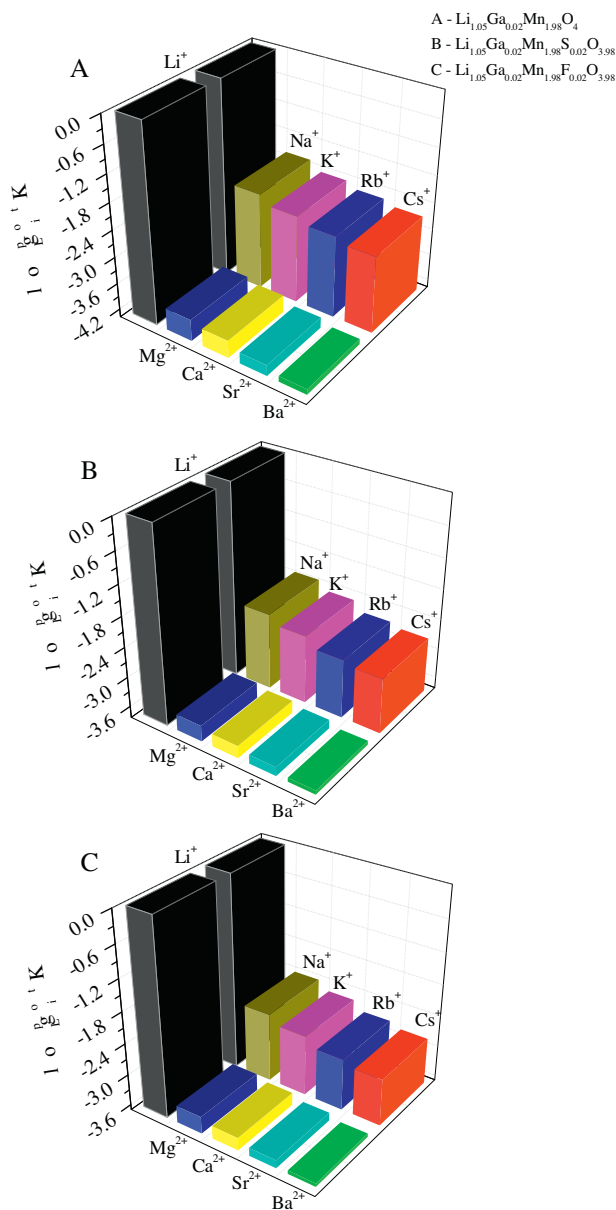 A - Li₁.₀₅Ga₀.₀₂Mn₁.₉₈O₄
B - Li₁.₀₅Ga₀.₀₂Mn₁.₉₈S₀.₀₂O₃.₉₈
C - Li₁.₀₅Ga₀.₀₂Mn₁.₉₈F₀.₀₂O₃.₉₈
A
Li⁺
0.0
-0.6
-1.2
-1.8
-2.4
-3.0
-3.6
-4.2
Na⁺
K⁺
Rb⁺
Cs⁺
Mg²⁺
Ca²⁺
Sr²⁺
Ba²⁺
B
Li⁺
0.0
-0.6
-1.2
-1.8
-2.4
-3.0
-3.6
Na⁺
K⁺
Rb⁺
Cs⁺
Mg²⁺
Ca²⁺
Sr²⁺
Ba²⁺
C
Li⁺
0.0
-0.6
-1.2
-1.8
-2.4
-3.0
-3.6
Na⁺
K⁺
Rb⁺
Cs⁺
Mg²⁺
Ca²⁺
Sr²⁺
Ba²⁺